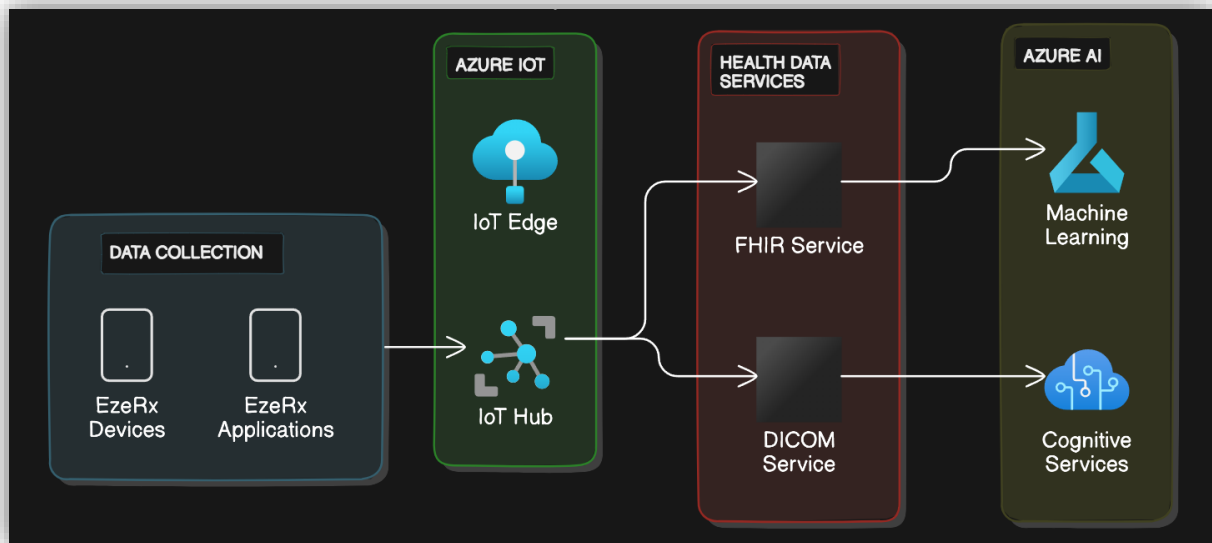 DATA COLLECTION
EzeRx
Devices
EzeRx
Applications
AZURE IOT
IoT Edge
IoT Hub
HEALTH DATA
SERVICES
FHIR Service
DICOM
Service
AZURE AI
Machine
Learning
Cognitive
Services